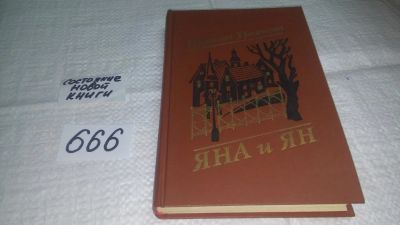 состояние
новой
книги
666
ЯНА и ЯН